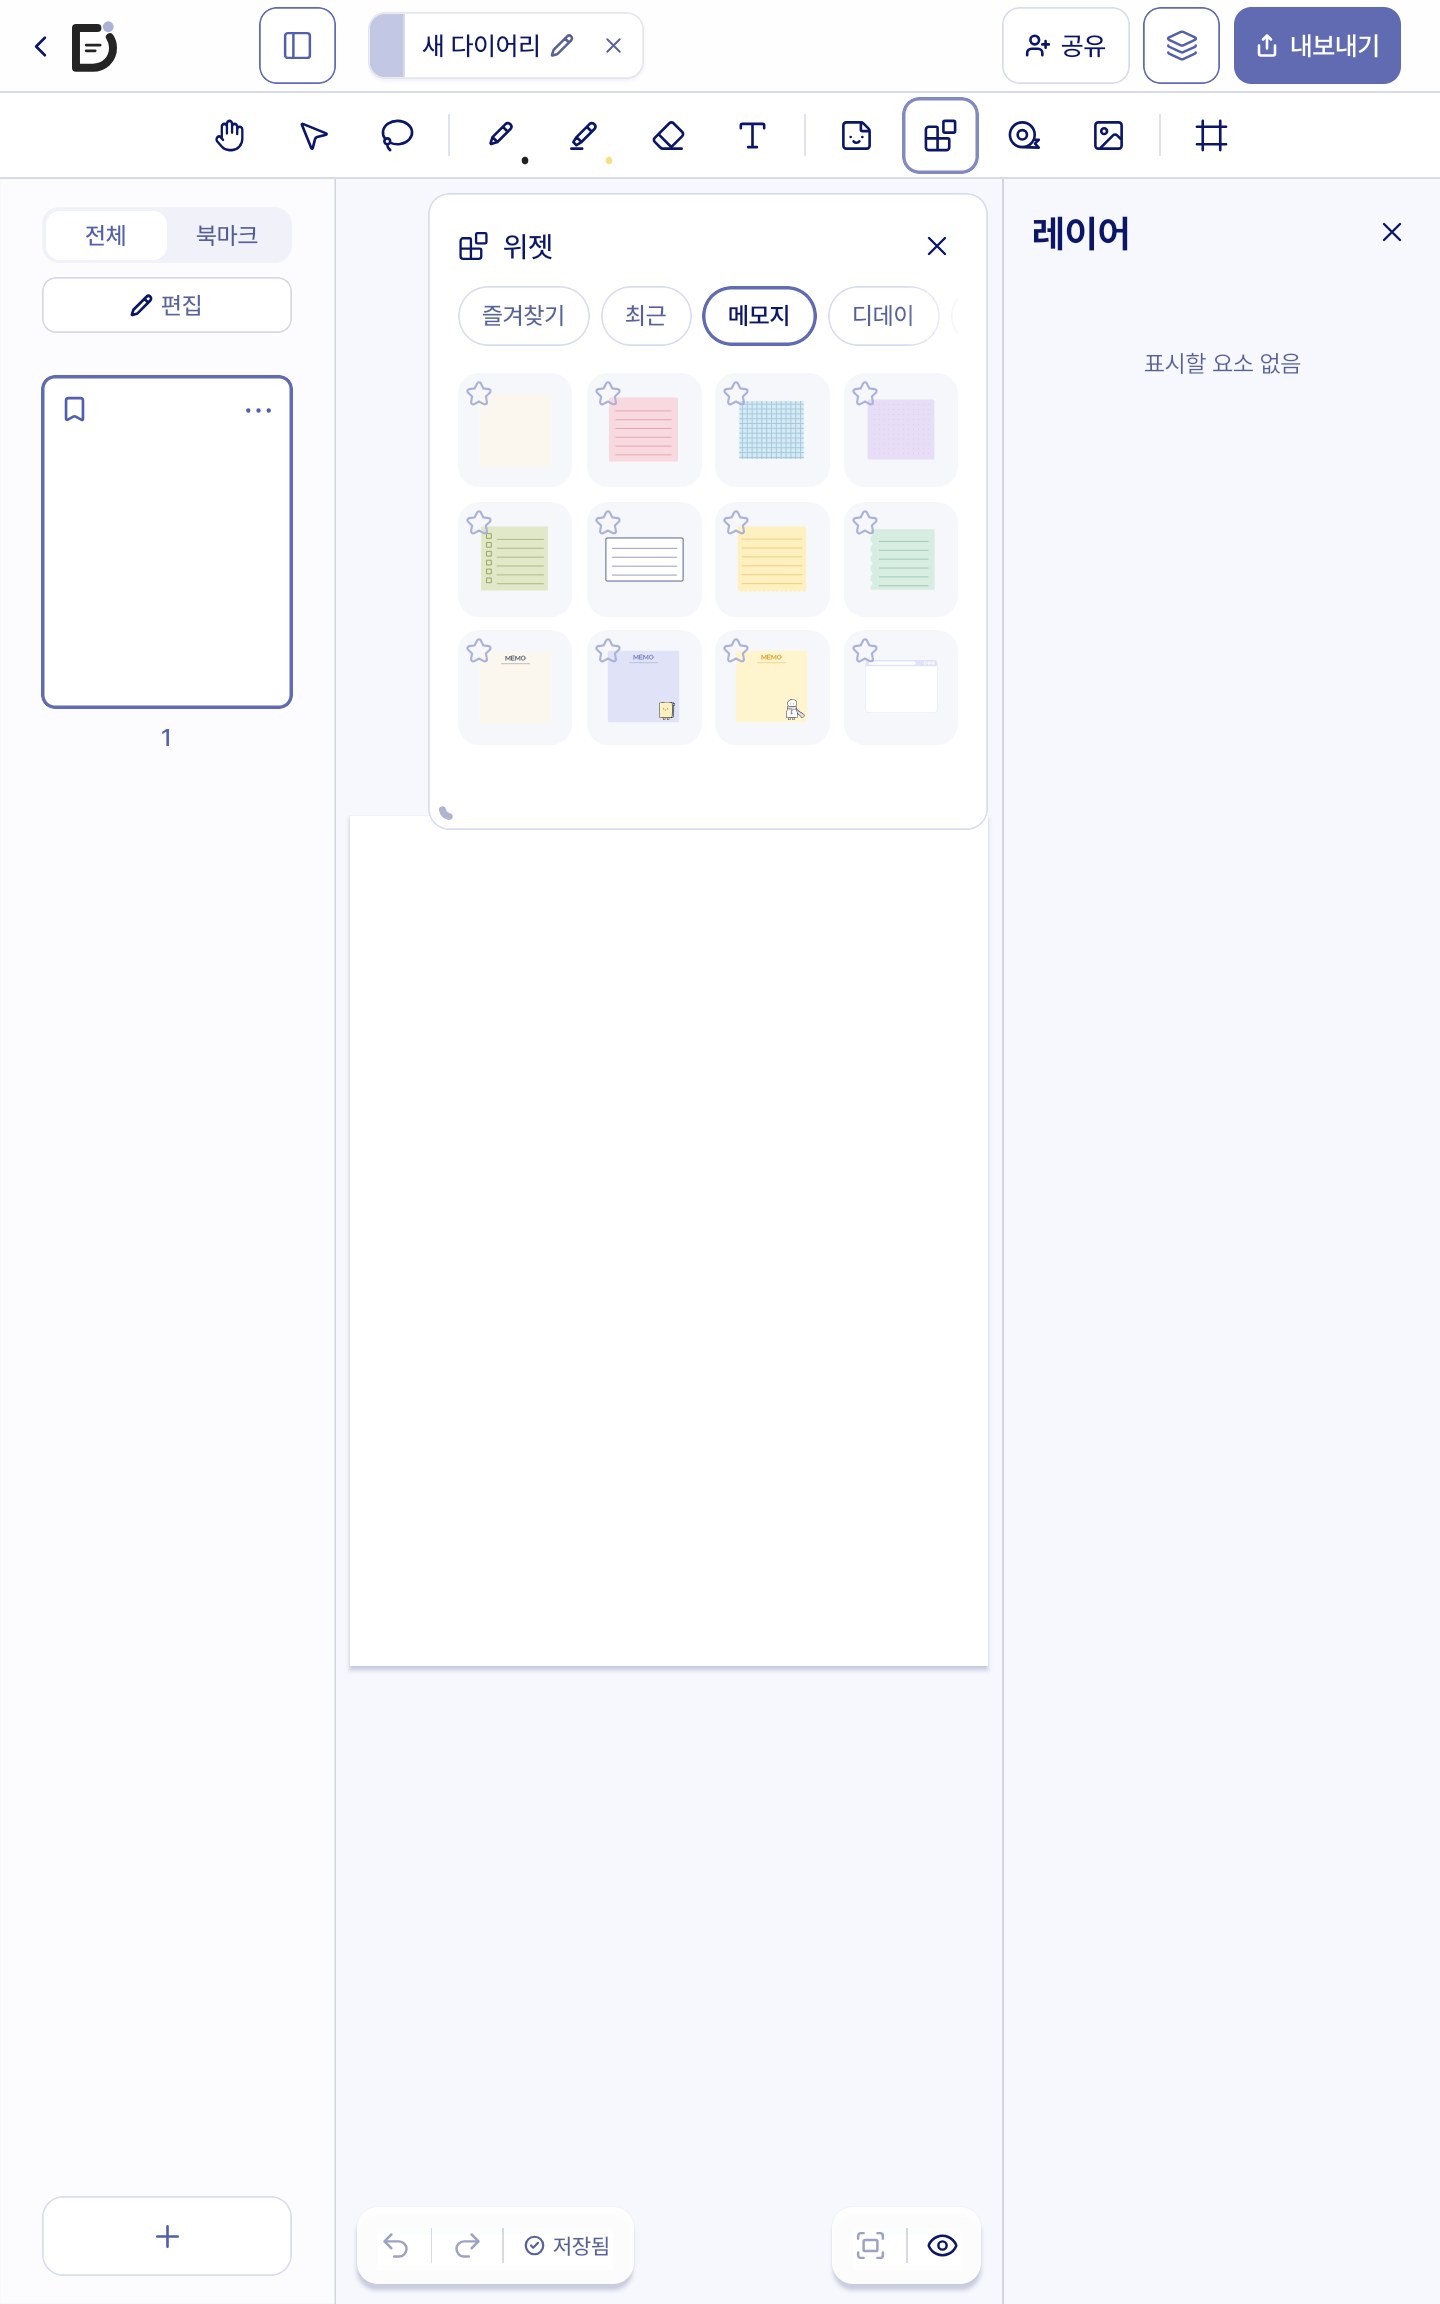 새 다이어리
공유
내보내기
전체
북마크
편집
1
위젯
즐겨찾기
최근
메모지
디데이
MEMO
MEMO
MEMO
레이어
표시할 요소 없음
저장됨